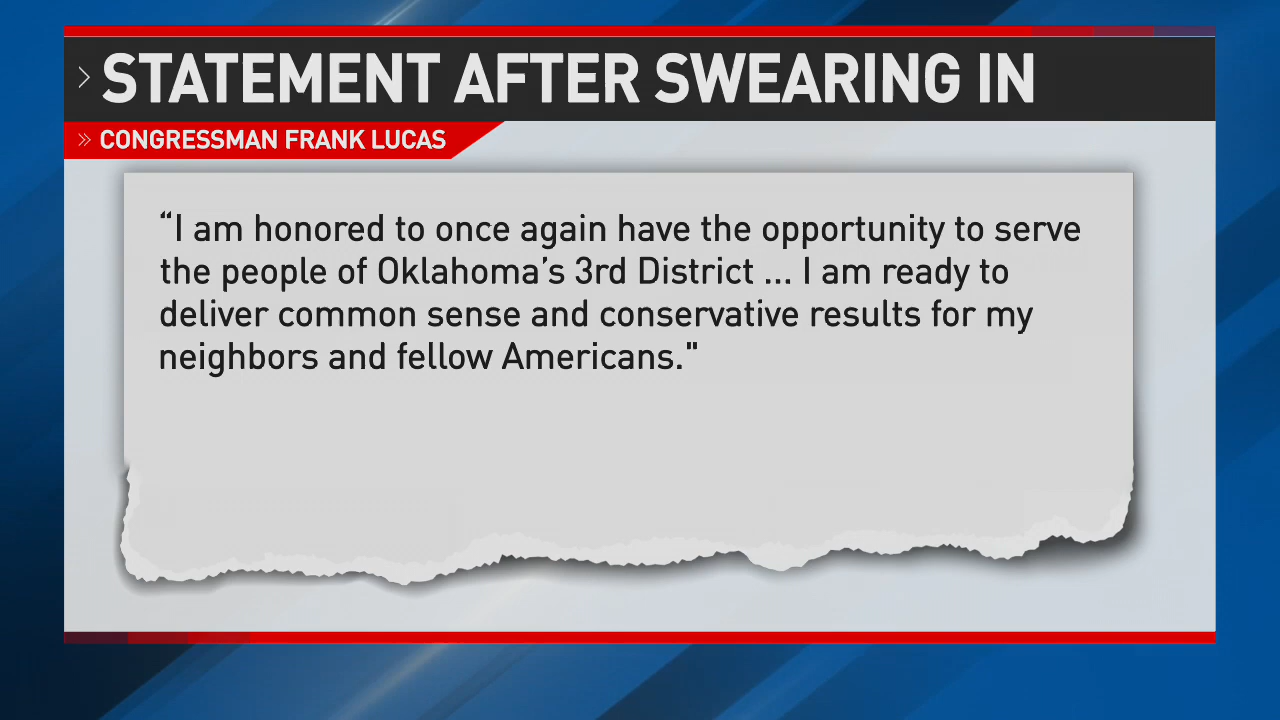 STATEMENT AFTER SWEARING IN
CONGRESSMAN FRANK LUCAS
“I am honored to once again have the opportunity to serve
the people of Oklahoma’s 3rd District ... I am ready to
deliver common sense and conservative results for my
neighbors and fellow Americans."